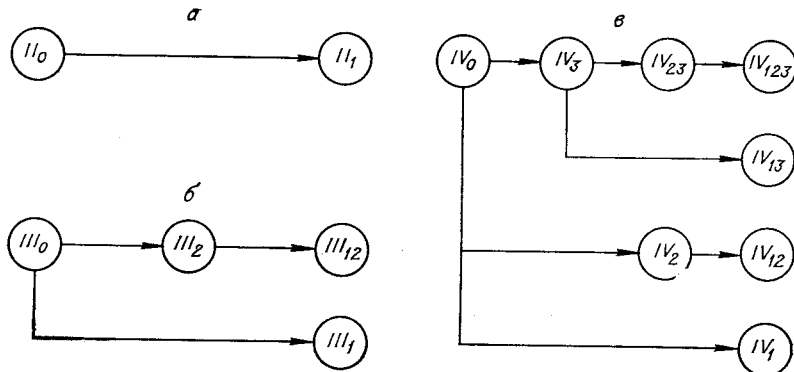 а
II₀ II₁
б
III₀ III₂ III₁₂
III₁
в
IV₀ IV₃ IV₂₃ IV₁₂₃
IV₁₃
IV₂ IV₁₂
IV₁